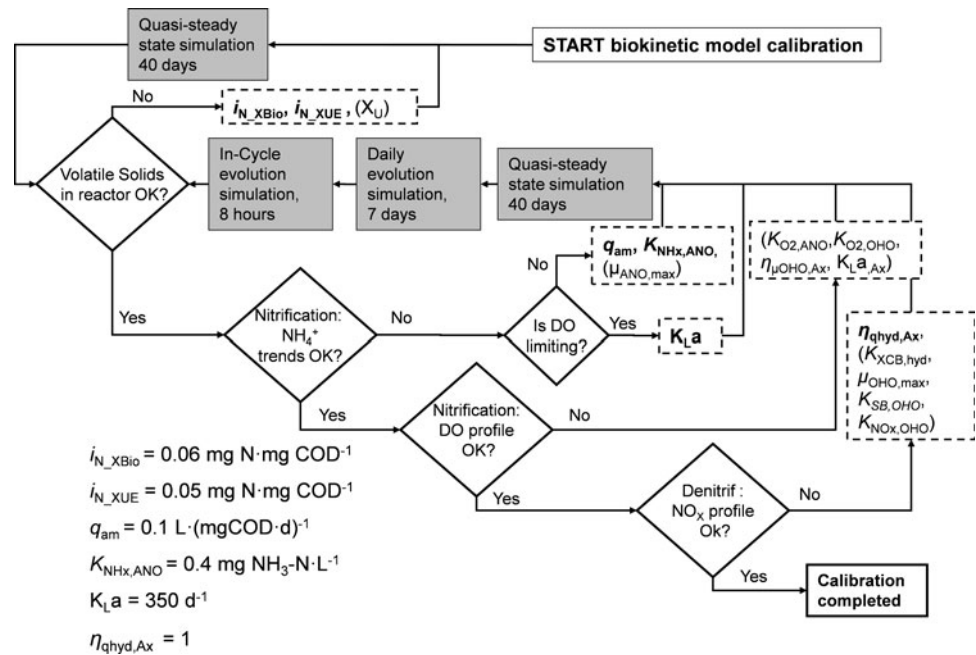 Quasi-steady
state simulation
40 days
START biokinetic model calibration
No
i_N_XBio, i_N_XUE, (X_U)
Volatile Solids
in reactor OK?
In-Cycle
evolution
simulation,
8 hours
Daily
evolution
simulation,
7 days
Quasi-steady
state simulation
40 days
q_am, K_NHx,ANO,
(μ_ANO,max)
(K_O2,ANO,K_O2,OHO,
η_μOHO,Ax, K_La_,Ax)
No
Yes
Nitrification:
NH₄⁺
trends OK?
No
Is DO
limiting?
Yes
K_La
η_qhyd,Ax,
(K_XCB,hyd,
μ_OHO,max,
K_SB,OHO,
K_NOx,OHO)
Yes
Nitrification:
DO profile
OK?
No
Yes
Denitrif :
NO_X profile
Ok?
No
Yes
Calibration
completed
i_N_XBio = 0.06 mg N·mg COD⁻¹
i_N_XUE = 0.05 mg N·mg COD⁻¹
q_am = 0.1 L·(mgCOD·d)⁻¹
K_NHx,ANO = 0.4 mg NH₃-N·L⁻¹
K_La = 350 d⁻¹
η_qhyd,Ax = 1